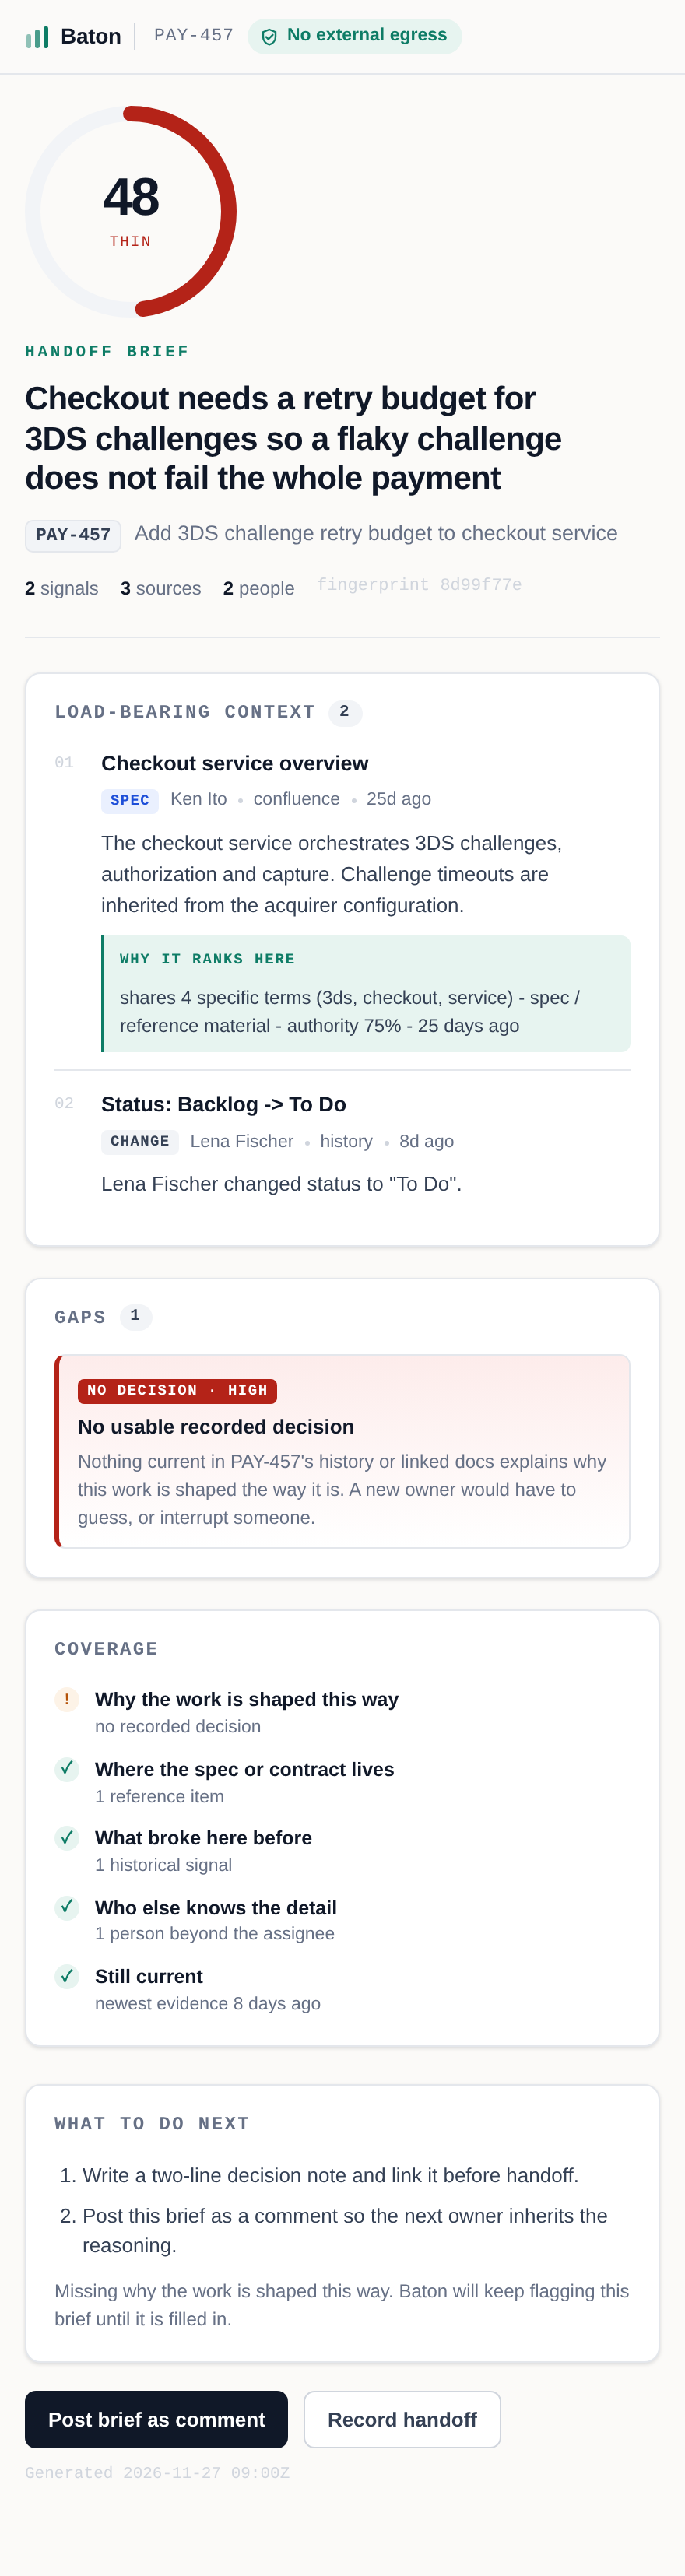 Baton
PAY-457
No external egress
48
THIN
HANDOFF BRIEF
Checkout needs a retry budget for
3DS challenges so a flaky challenge
does not fail the whole payment
PAY-457 Add 3DS challenge retry budget to checkout service
2 signals 3 sources 2 people fingerprint 8d99f77e
LOAD-BEARING CONTEXT 2
01 Checkout service overview
SPEC Ken Ito • confluence • 25d ago
The checkout service orchestrates 3DS challenges,
authorization and capture. Challenge timeouts are
inherited from the acquirer configuration.
WHY IT RANKS HERE
shares 4 specific terms (3ds, checkout, service) - spec /
reference material - authority 75% - 25 days ago
02 Status: Backlog -> To Do
CHANGE Lena Fischer • history • 8d ago
Lena Fischer changed status to "To Do".
GAPS 1
NO DECISION · HIGH
No usable recorded decision
Nothing current in PAY-457's history or linked docs explains why
this work is shaped the way it is. A new owner would have to
guess, or interrupt someone.
COVERAGE
! Why the work is shaped this way
no recorded decision
✓ Where the spec or contract lives
1 reference item
✓ What broke here before
1 historical signal
✓ Who else knows the detail
1 person beyond the assignee
✓ Still current
newest evidence 8 days ago
WHAT TO DO NEXT
1. Write a two-line decision note and link it before handoff.
2. Post this brief as a comment so the next owner inherits the
reasoning.
Missing why the work is shaped this way. Baton will keep flagging this
brief until it is filled in.
Post brief as comment
Record handoff
Generated 2026-11-27 09:00Z